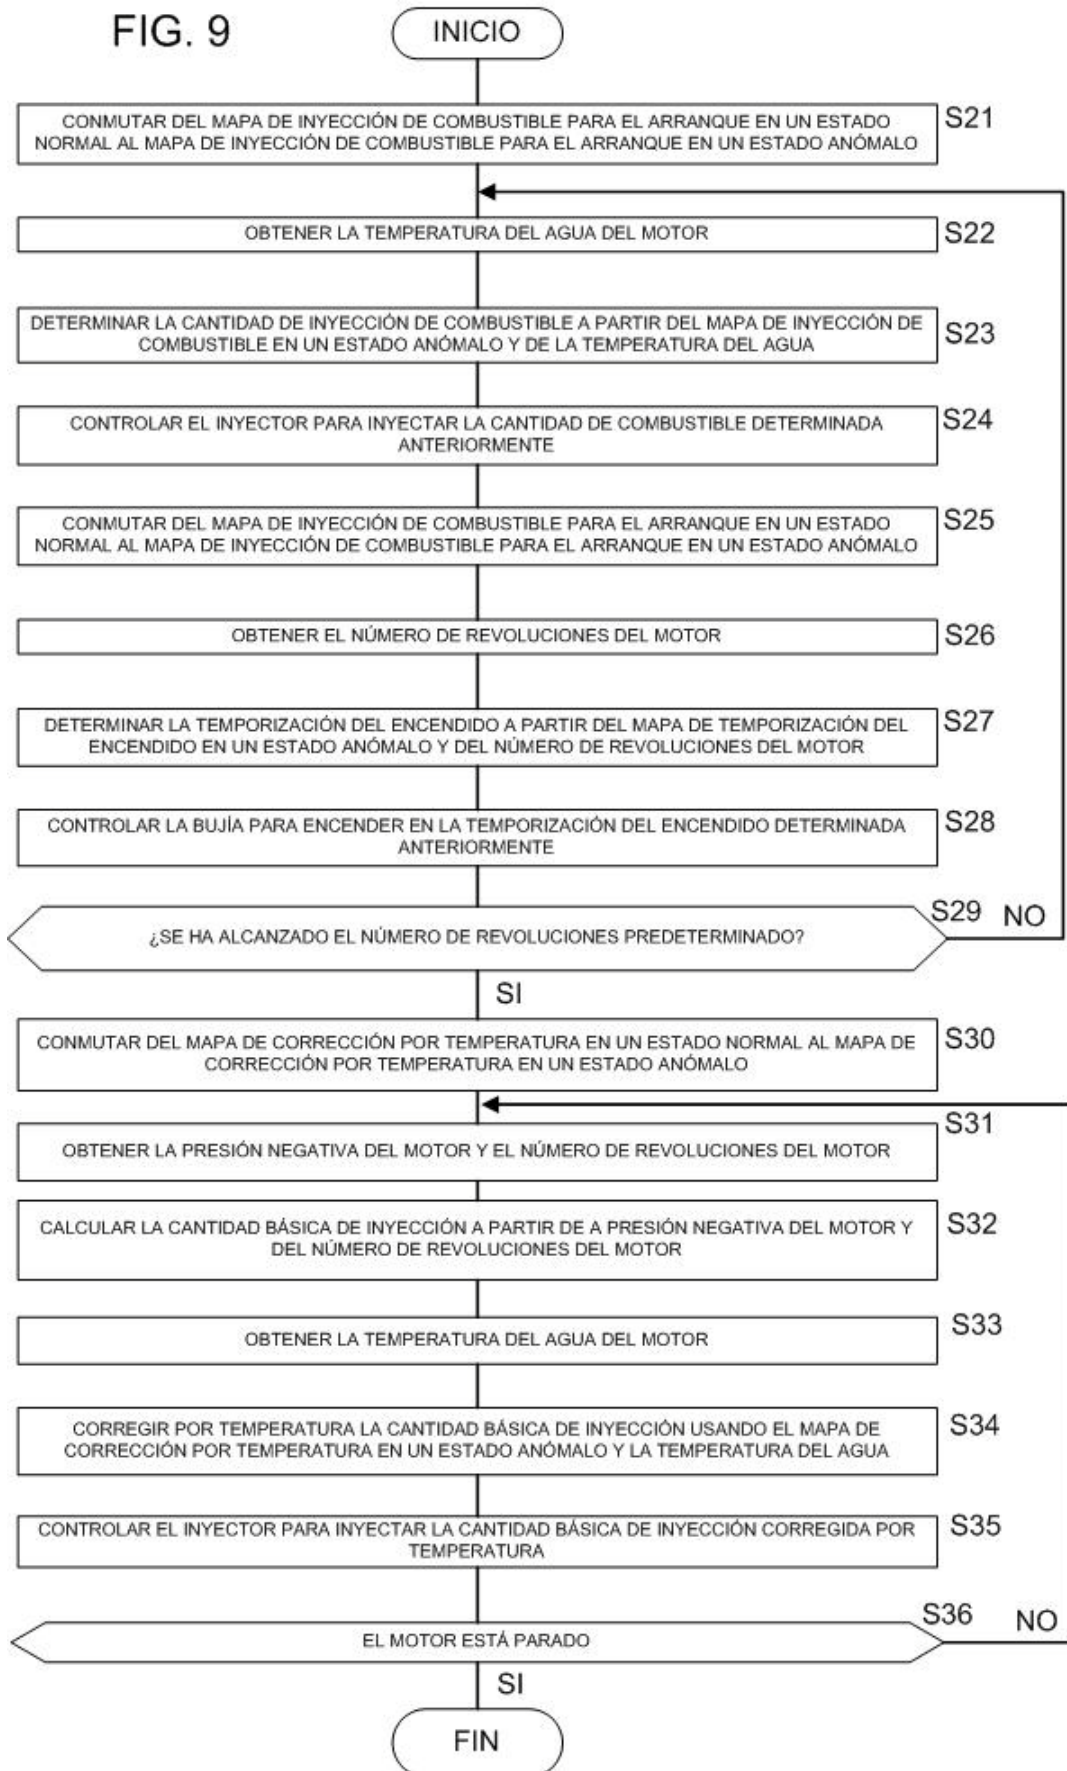 FIG. 9
INICIO
CONMUTAR DEL MAPA DE INYECCIÓN DE COMBUSTIBLE PARA EL ARRANQUE EN UN ESTADO
NORMAL AL MAPA DE INYECCIÓN DE COMBUSTIBLE PARA EL ARRANQUE EN UN ESTADO ANÓMALO
S21
OBTENER LA TEMPERATURA DEL AGUA DEL MOTOR
S22
DETERMINAR LA CANTIDAD DE INYECCIÓN DE COMBUSTIBLE A PARTIR DEL MAPA DE INYECCIÓN DE
COMBUSTIBLE EN UN ESTADO ANÓMALO Y DE LA TEMPERATURA DEL AGUA
S23
CONTROLAR EL INYECTOR PARA INYECTAR LA CANTIDAD DE COMBUSTIBLE DETERMINADA
ANTERIORMENTE
S24
CONMUTAR DEL MAPA DE INYECCIÓN DE COMBUSTIBLE PARA EL ARRANQUE EN UN ESTADO
NORMAL AL MAPA DE INYECCIÓN DE COMBUSTIBLE PARA EL ARRANQUE EN UN ESTADO ANÓMALO
S25
OBTENER EL NÚMERO DE REVOLUCIONES DEL MOTOR
S26
DETERMINAR LA TEMPORIZACIÓN DEL ENCENDIDO A PARTIR DEL MAPA DE TEMPORIZACIÓN DEL
ENCENDIDO EN UN ESTADO ANÓMALO Y DEL NÚMERO DE REVOLUCIONES DEL MOTOR
S27
CONTROLAR LA BUJÍA PARA ENCENDER EN LA TEMPORIZACIÓN DEL ENCENDIDO DETERMINADA
ANTERIORMENTE
S28
¿SE HA ALCANZADO EL NÚMERO DE REVOLUCIONES PREDETERMINADO?
S29 NO
SI
CONMUTAR DEL MAPA DE CORRECCIÓN POR TEMPERATURA EN UN ESTADO NORMAL AL MAPA DE
CORRECCIÓN POR TEMPERATURA EN UN ESTADO ANÓMALO
S30
OBTENER LA PRESIÓN NEGATIVA DEL MOTOR Y EL NÚMERO DE REVOLUCIONES DEL MOTOR
S31
CALCULAR LA CANTIDAD BÁSICA DE INYECCIÓN A PARTIR DE A PRESIÓN NEGATIVA DEL MOTOR Y
DEL NÚMERO DE REVOLUCIONES DEL MOTOR
S32
OBTENER LA TEMPERATURA DEL AGUA DEL MOTOR
S33
CORREGIR POR TEMPERATURA LA CANTIDAD BÁSICA DE INYECCIÓN USANDO EL MAPA DE
CORRECCIÓN POR TEMPERATURA EN UN ESTADO ANÓMALO Y LA TEMPERATURA DEL AGUA
S34
CONTROLAR EL INYECTOR PARA INYECTAR LA CANTIDAD BÁSICA DE INYECCIÓN CORREGIDA POR
TEMPERATURA
S35
EL MOTOR ESTÁ PARADO
S36 NO
SI
FIN